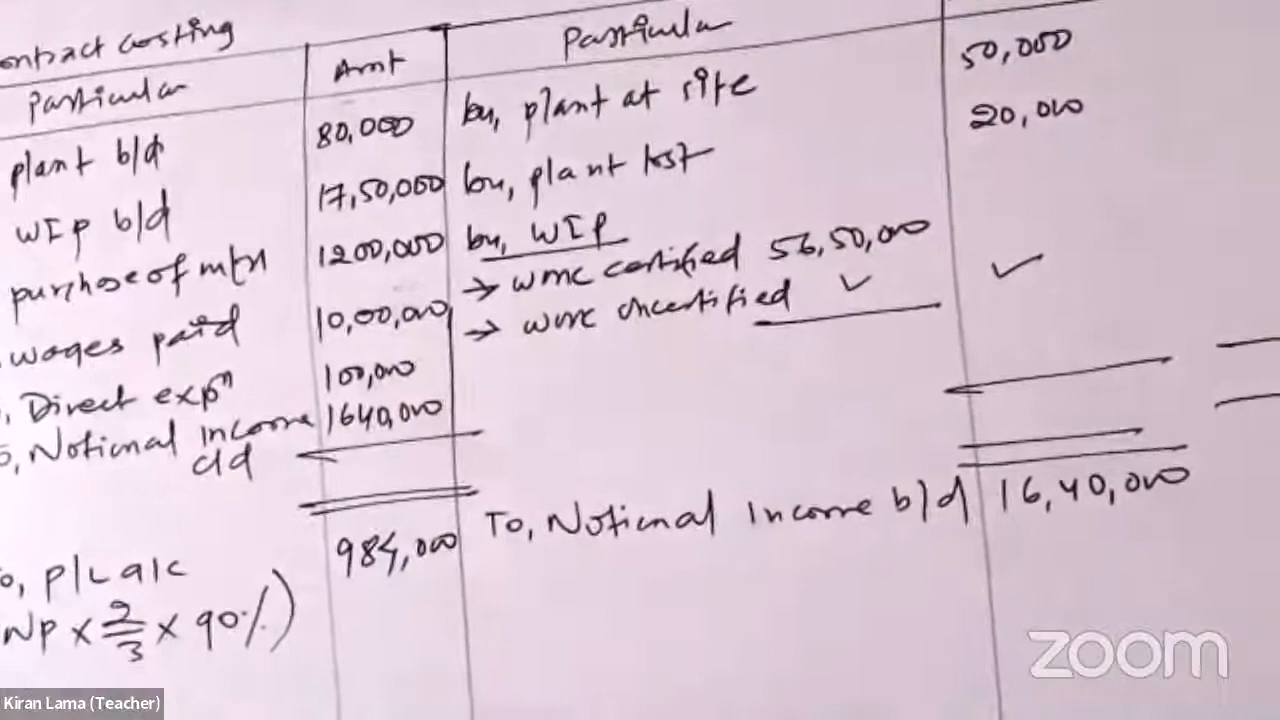 ontract costing
Particular Amt Particular
plant b/d 80,000 by, plant at site 50,000
WIP b/d 17,50,000 by, plant lost 20,000
purchase of mtrl 1200,000 by, WIP
wages paid 10,00,000 → work certified 56,50,000
Direct expn 100,000 → work uncertified ✓ ✓
o, Notional Income 1640,000
c/d
To, Notional Income b/d 16,40,000
o, P/L a/c 984,000
NP × 2/3 × 90%)
zoom
Kiran Lama (Teacher)